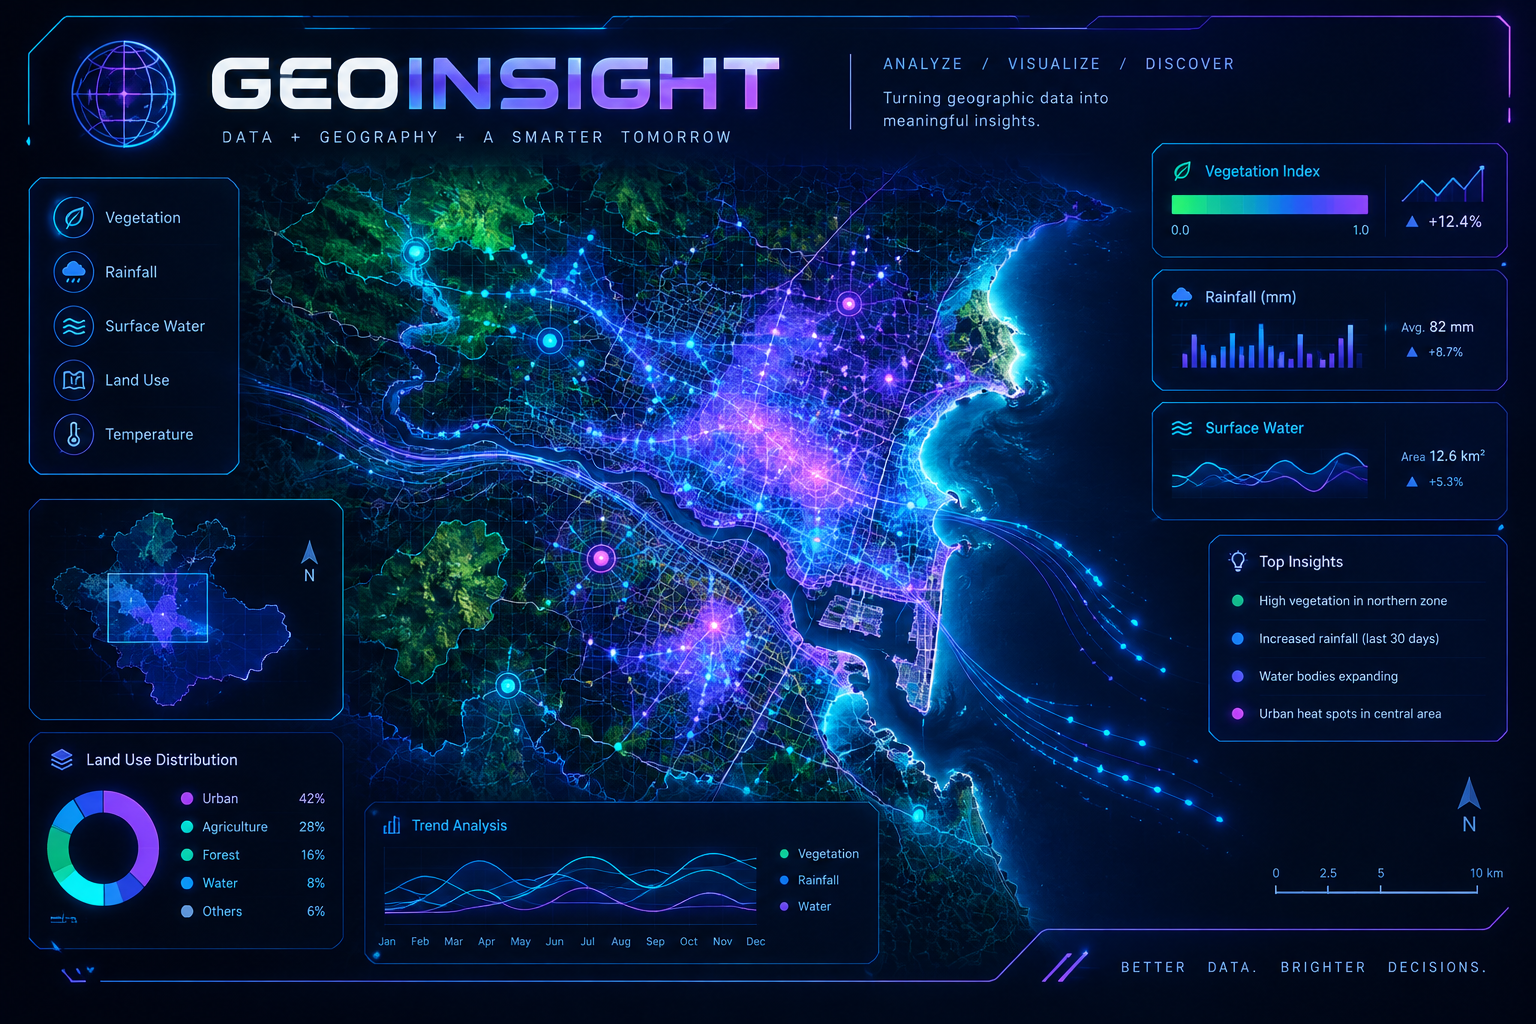 GEOINSIGHT
DATA + GEOGRAPHY + A SMARTER TOMORROW
ANALYZE / VISUALIZE / DISCOVER
Turning geographic data into
meaningful insights.
Vegetation
Rainfall
Surface Water
Land Use
Temperature
N
Land Use Distribution
Urban 42%
Agriculture 28%
Forest 16%
Water 8%
Others 6%
Trend Analysis
Vegetation
Rainfall
Water
Jan Feb Mar Apr May Jun Jul Aug Sep Oct Nov Dec
Vegetation Index
0.0 1.0
+12.4%
Rainfall (mm)
Avg. 82 mm
+8.7%
Surface Water
Area 12.6 km²
+5.3%
Top Insights
High vegetation in northern zone
Increased rainfall (last 30 days)
Water bodies expanding
Urban heat spots in central area
N
0 2.5 5 10 km
BETTER DATA. BRIGHTER DECISIONS.